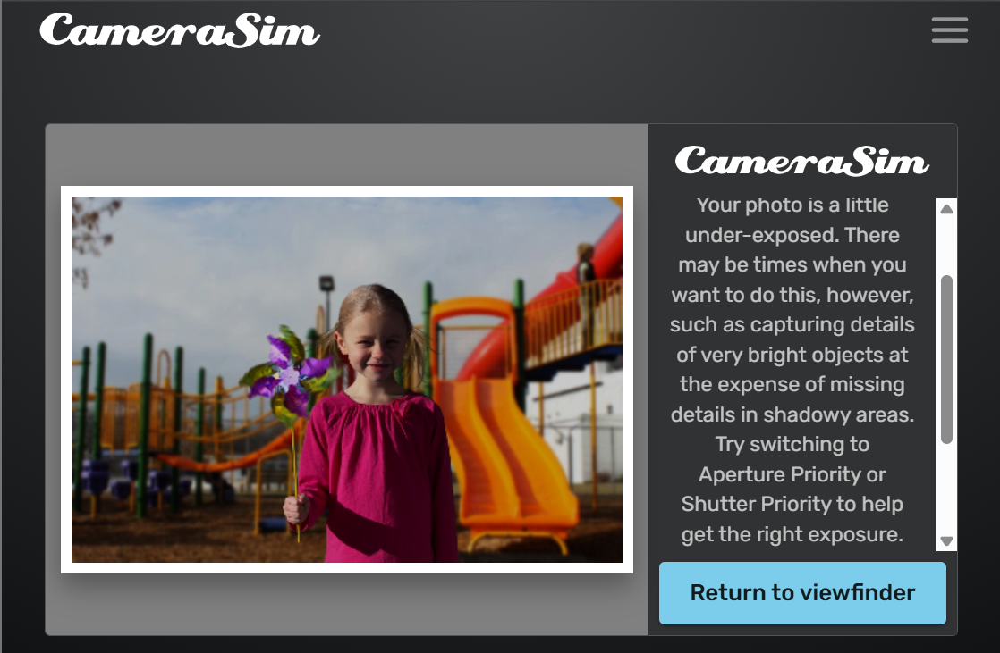 CameraSim
CameraSim
Your photo is a little
under-exposed. There
may be times when you
want to do this, however,
such as capturing details
of very bright objects at
the expense of missing
details in shadowy areas.
Try switching to
Aperture Priority or
Shutter Priority to help
get the right exposure.
Return to viewfinder